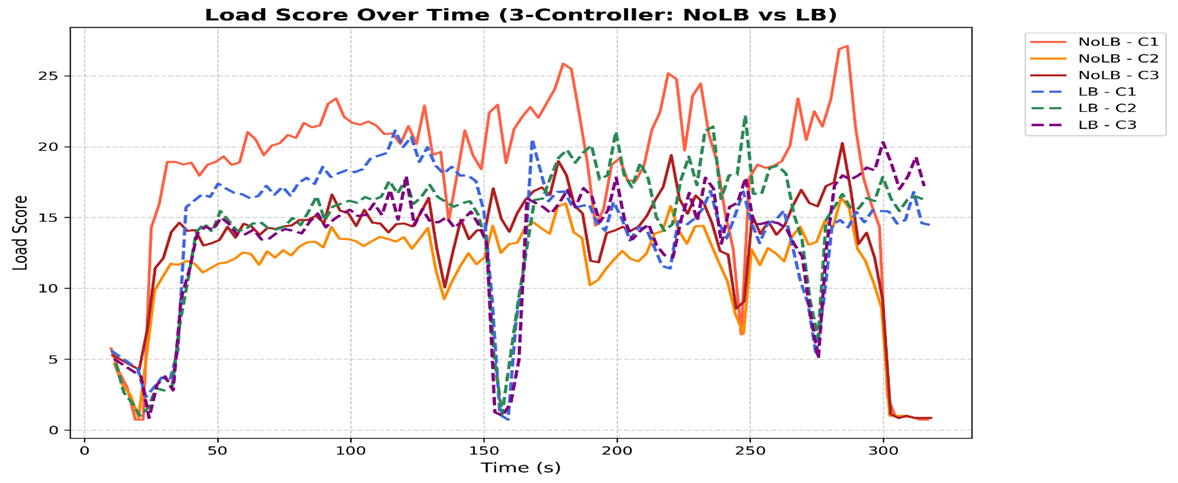 Load Score Over Time (3-Controller: NoLB vs LB)
NoLB - C1
NoLB - C2
NoLB - C3
LB - C1
LB - C2
LB - C3
Load Score
25
20
15
10
5
0
0 50 100 150 200 250 300
Time (s)